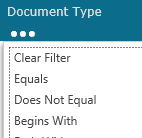 Document Type
Clear Filter
Equals
Does Not Equal
Begins With